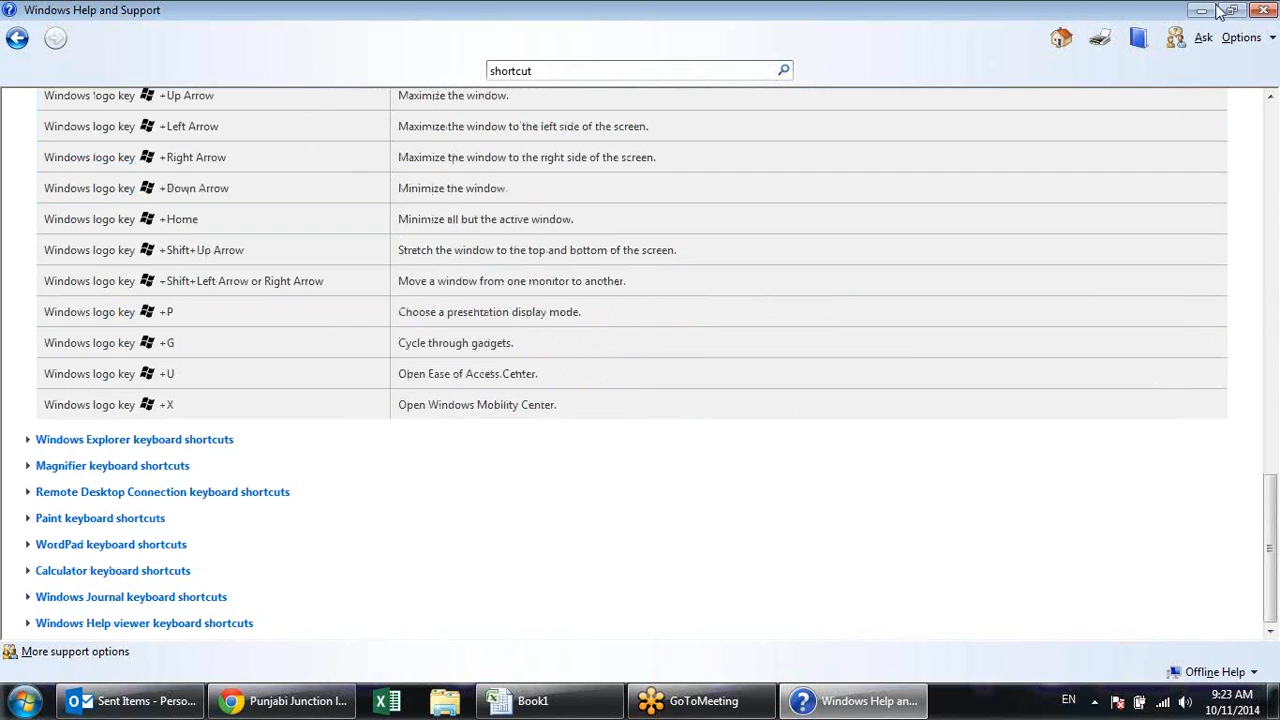 Windows Help and Support
Ask Options
shortcut
Windows logo key +Up Arrow Maximize the window.
Windows logo key +Left Arrow Maximize the window to the left side of the screen.
Windows logo key +Right Arrow Maximize the window to the right side of the screen.
Windows logo key +Down Arrow Minimize the window.
Windows logo key +Home Minimize all but the active window.
Windows logo key +Shift+Up Arrow Stretch the window to the top and bottom of the screen.
Windows logo key +Shift+Left Arrow or Right Arrow Move a window from one monitor to another.
Windows logo key +P Choose a presentation display mode.
Windows logo key +G Cycle through gadgets.
Windows logo key +U Open Ease of Access Center.
Windows logo key +X Open Windows Mobility Center.
Windows Explorer keyboard shortcuts
Magnifier keyboard shortcuts
Remote Desktop Connection keyboard shortcuts
Paint keyboard shortcuts
WordPad keyboard shortcuts
Calculator keyboard shortcuts
Windows Journal keyboard shortcuts
Windows Help viewer keyboard shortcuts
More support options
Offline Help
Sent Items - Perso... Punjabi Junction I... Book1 GoToMeeting Windows Help an... EN 9:23 AM
10/11/2014